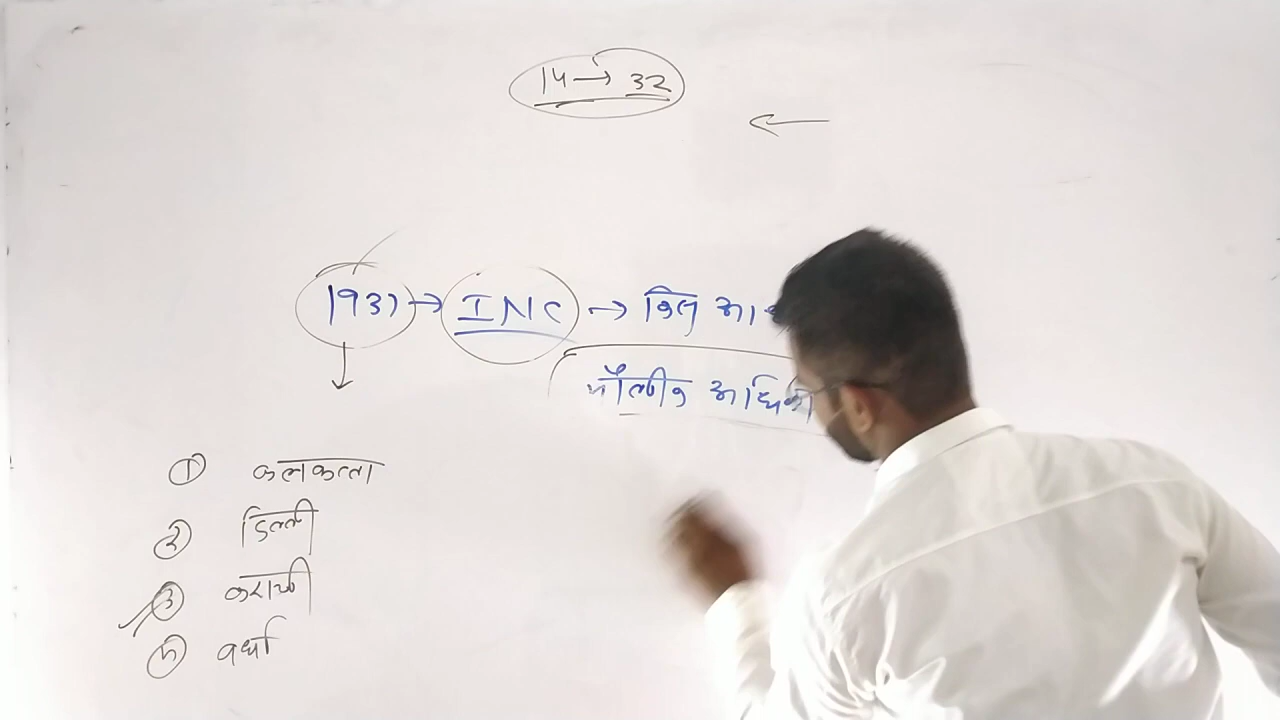 14 → 32
←
1931 → INC →
मौलीक अधिका
① कलकत्ता
② दिल्ली
③ कराची
④ वर्धा